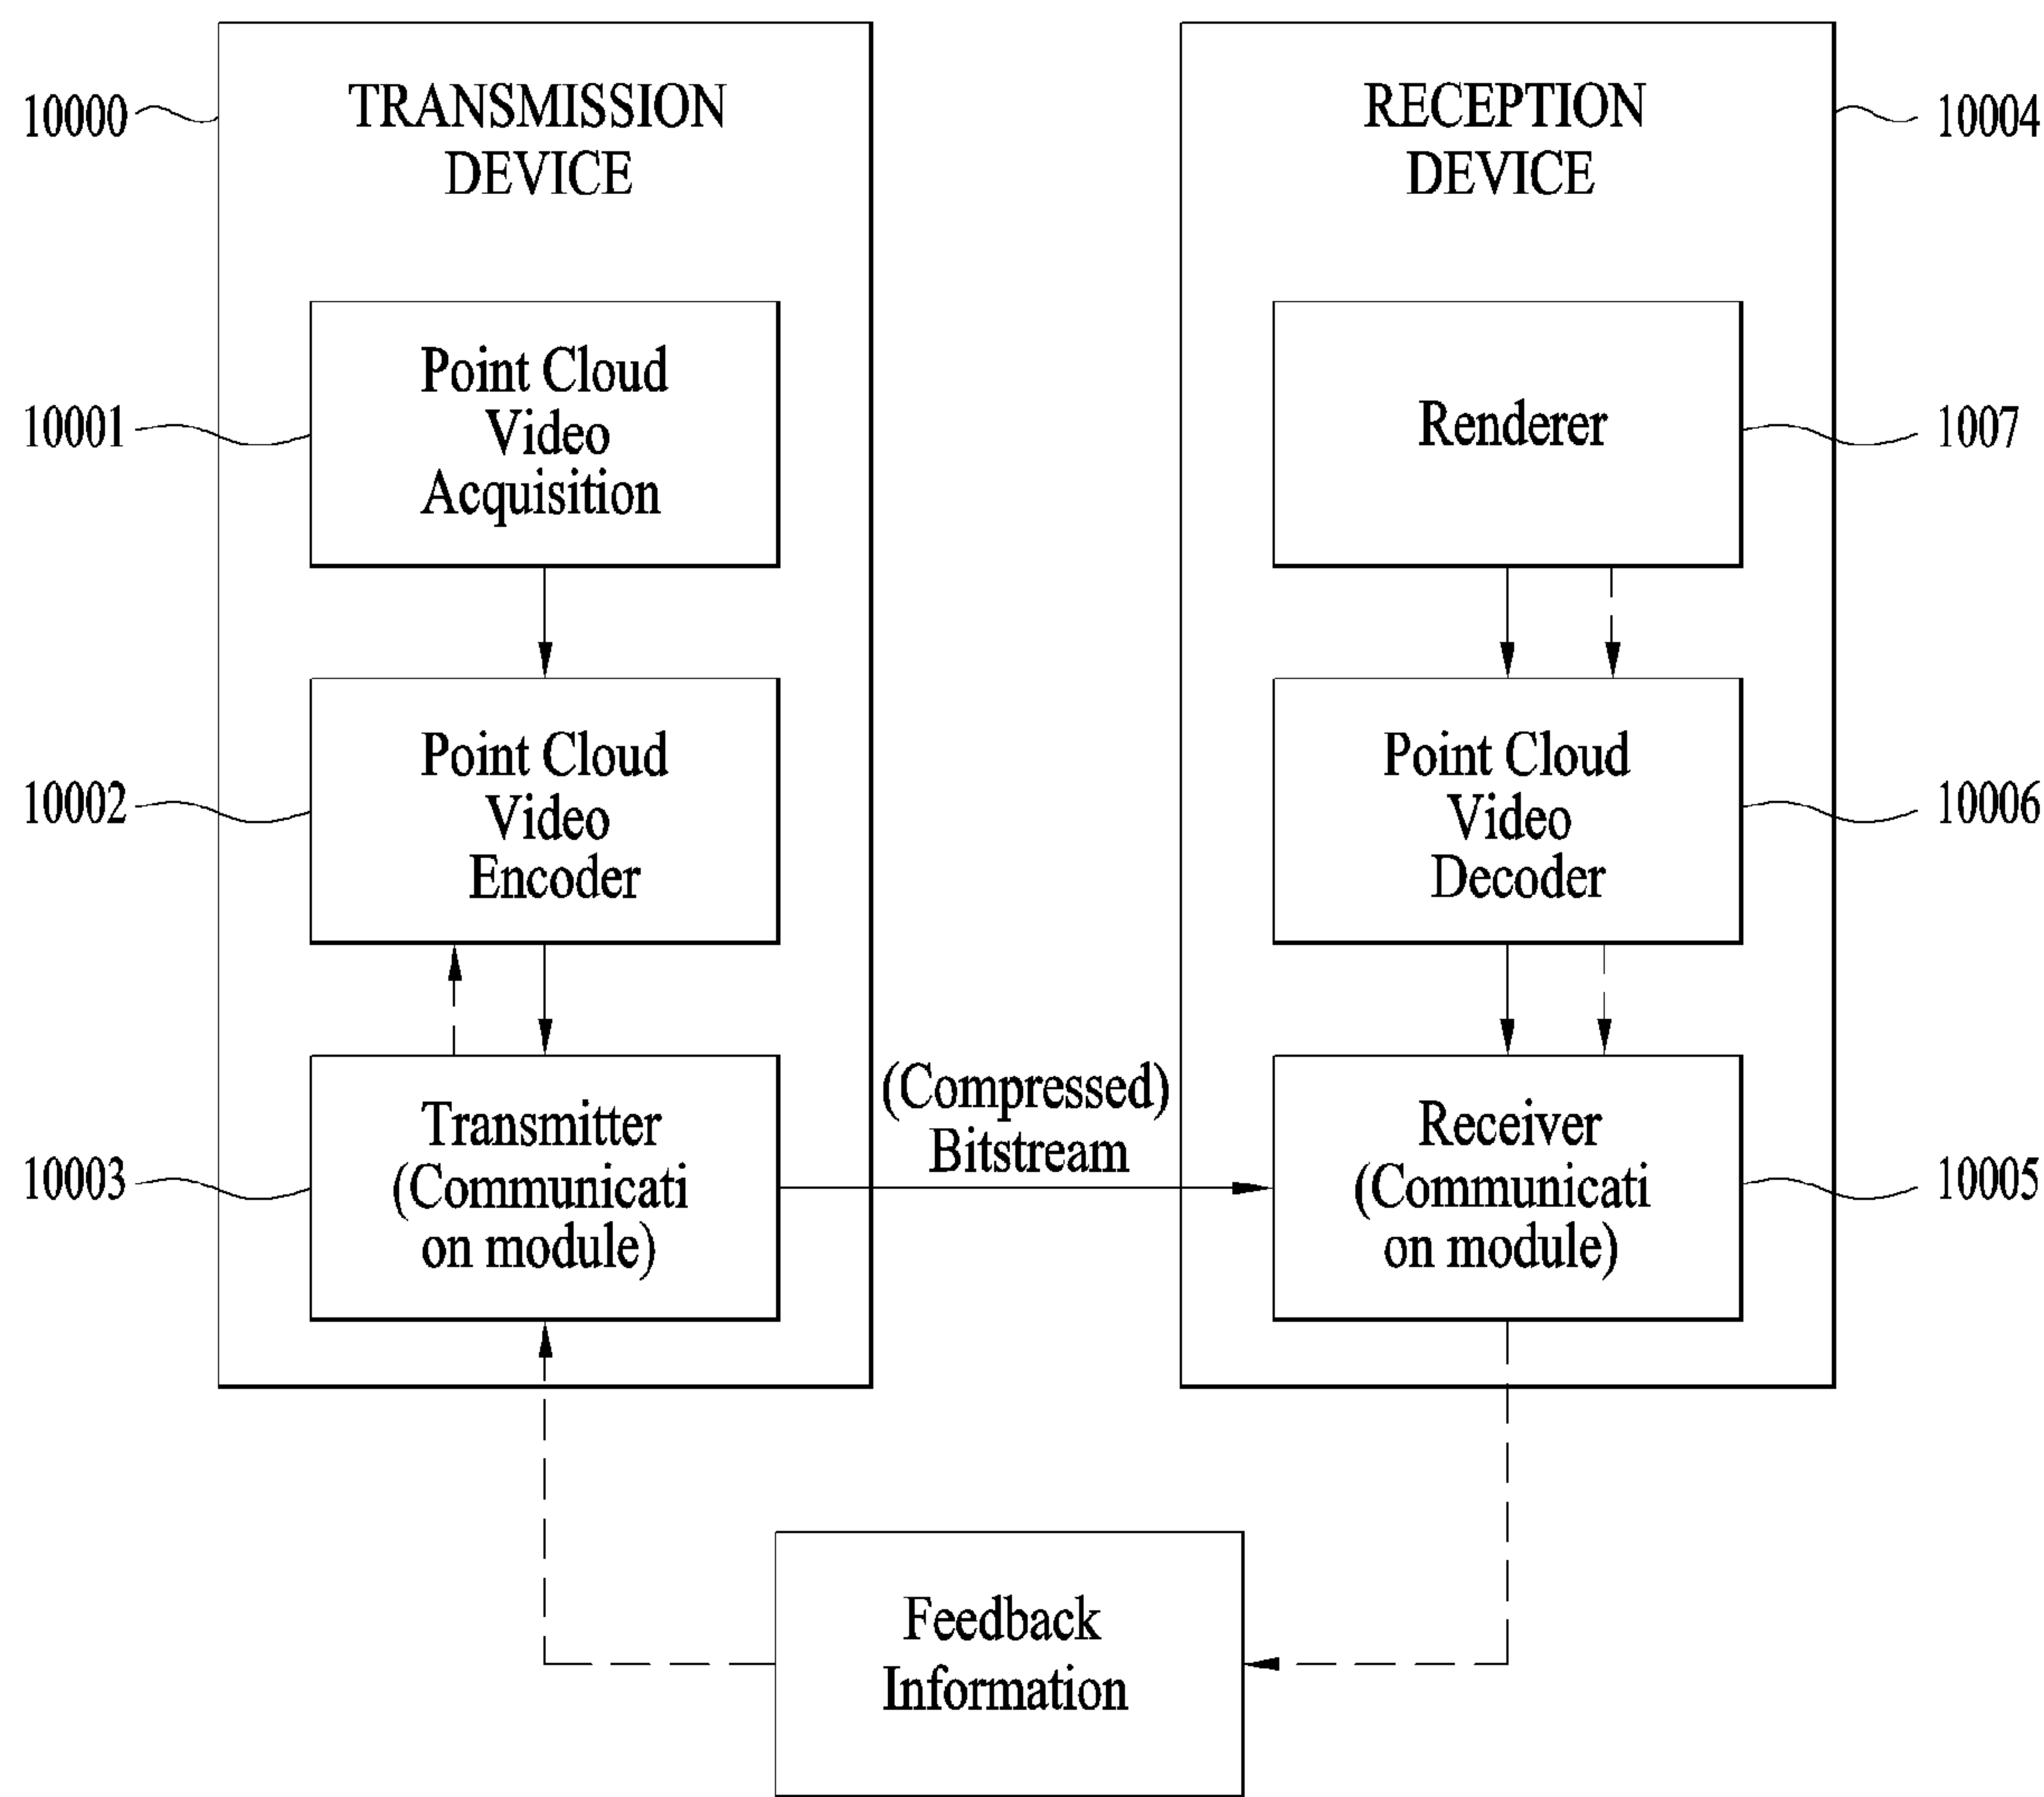 10000
TRANSMISSION
DEVICE
10001
Point Cloud
Video
Acquisition
10002
Point Cloud
Video
Encoder
10003
Transmitter
(Communicati
on module)
(Compressed)
Bitstream
RECEPTION
DEVICE
10004
Renderer
1007
Point Cloud
Video
Decoder
10006
Receiver
(Communicati
on module)
10005
Feedback
Information